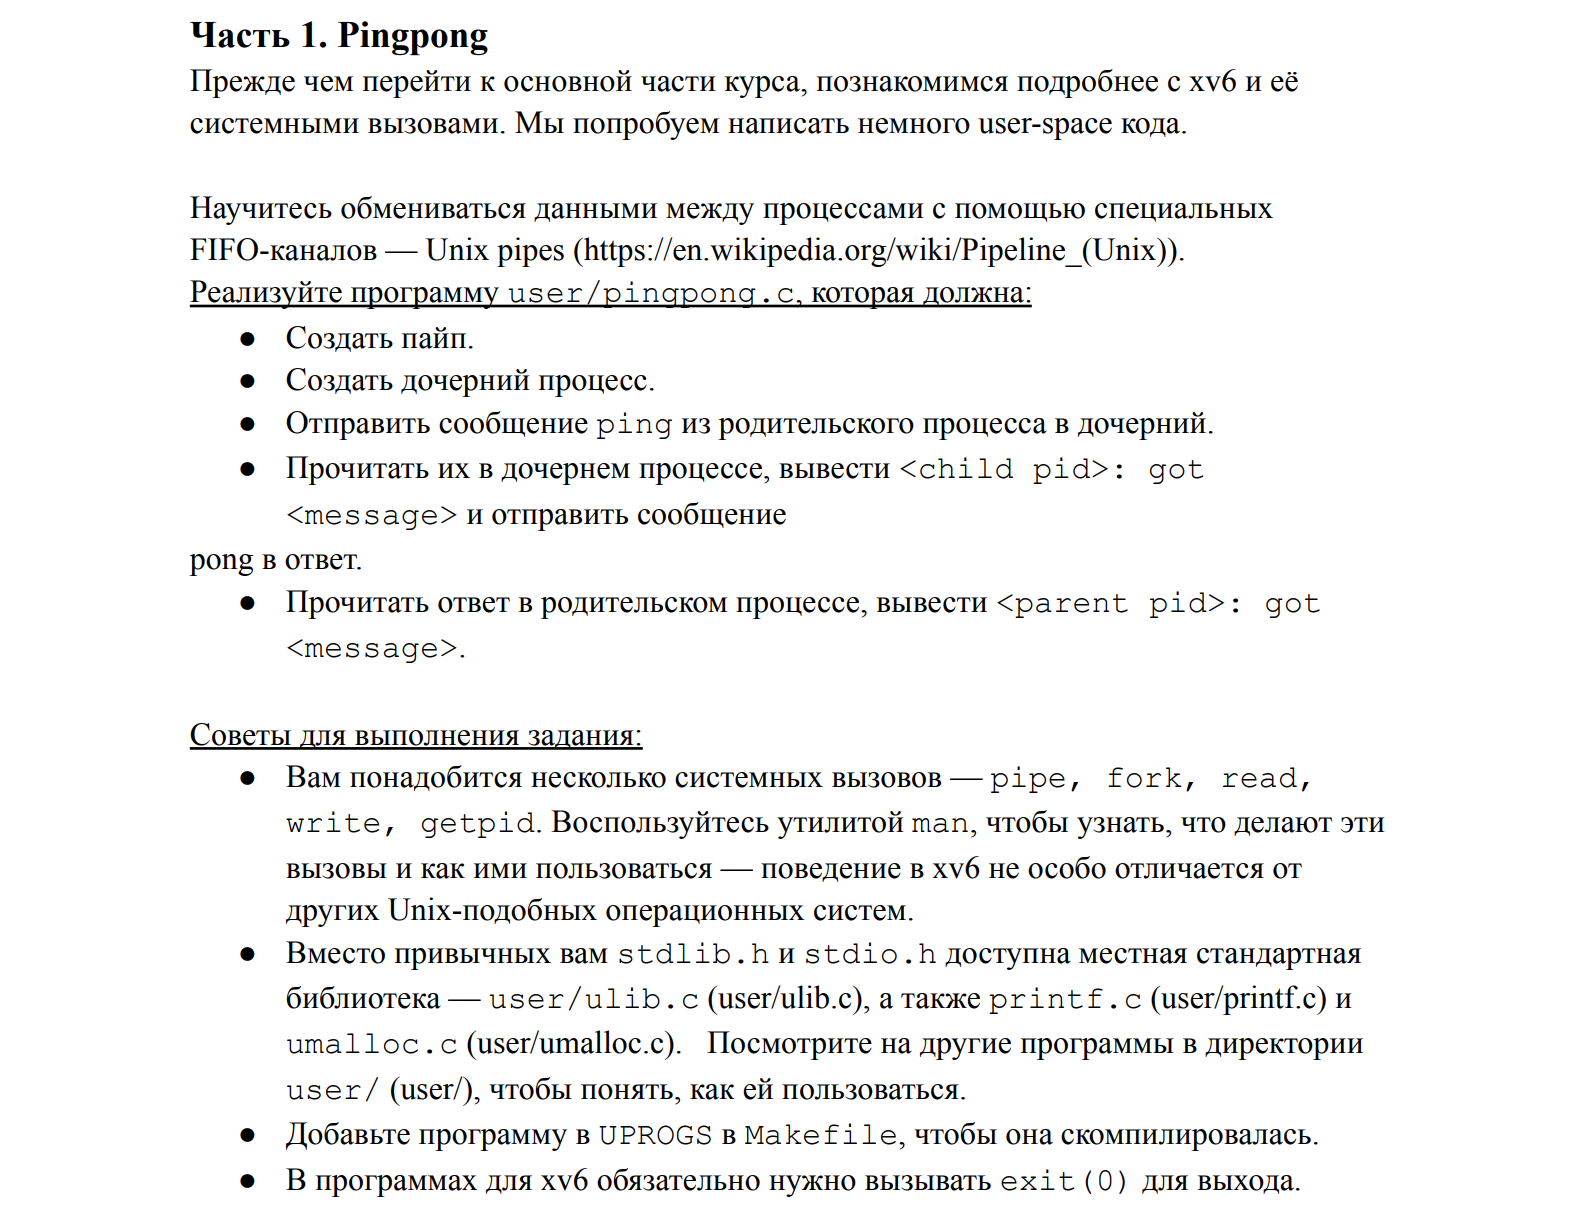 Часть 1. Pingpong
Прежде чем перейти к основной части курса, познакомимся подробнее с xv6 и её
системными вызовами. Мы попробуем написать немного user-space кода.
Научитесь обмениваться данными между процессами с помощью специальных
FIFO-каналов — Unix pipes (https://en.wikipedia.org/wiki/Pipeline_(Unix)).
Реализуйте программу user/pingpong.c, которая должна:
● Создать пайп.
● Создать дочерний процесс.
● Отправить сообщение ping из родительского процесса в дочерний.
● Прочитать их в дочернем процессе, вывести <child pid>: got
<message> и отправить сообщение
pong в ответ.
● Прочитать ответ в родительском процессе, вывести <parent pid>: got
<message>.
Советы для выполнения задания:
● Вам понадобится несколько системных вызовов — pipe, fork, read,
write, getpid. Воспользуйтесь утилитой man, чтобы узнать, что делают эти
вызовы и как ими пользоваться — поведение в xv6 не особо отличается от
других Unix-подобных операционных систем.
● Вместо привычных вам stdlib.h и stdio.h доступна местная стандартная
библиотека — user/ulib.c (user/ulib.c), а также printf.c (user/printf.c) и
umalloc.c (user/umalloc.c). Посмотрите на другие программы в директории
user/ (user/), чтобы понять, как ей пользоваться.
● Добавьте программу в UPROGS в Makefile, чтобы она скомпилировалась.
● В программах для xv6 обязательно нужно вызывать exit(0) для выхода.